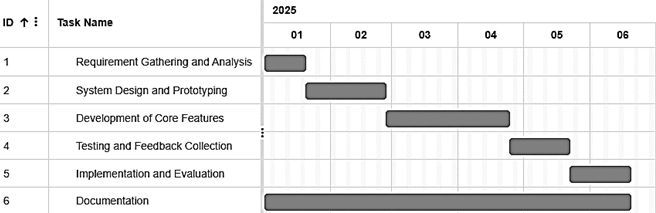 2025
ID ↑ Task Name
01 02 03 04 05 06
1 Requirement Gathering and Analysis
2 System Design and Prototyping
3 Development of Core Features
4 Testing and Feedback Collection
5 Implementation and Evaluation
6 Documentation